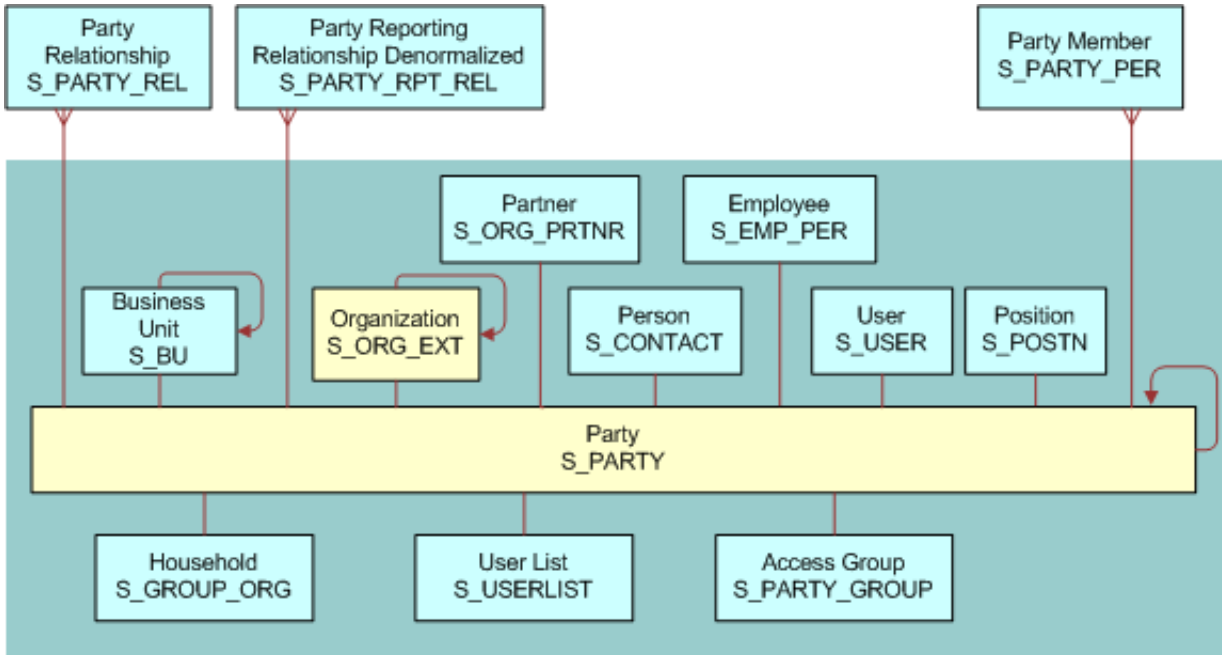 Party
Relationship
S_PARTY_REL
Party Reporting
Relationship Denormalized
S_PARTY_RPT_REL
Party Member
S_PARTY_PER
Partner
S_ORG_PRTNR
Employee
S_EMP_PER
Business
Unit
S_BU
Organization
S_ORG_EXT
Person
S_CONTACT
User
S_USER
Position
S_POSTN
Party
S_PARTY
Household
S_GROUP_ORG
User List
S_USERLIST
Access Group
S_PARTY_GROUP